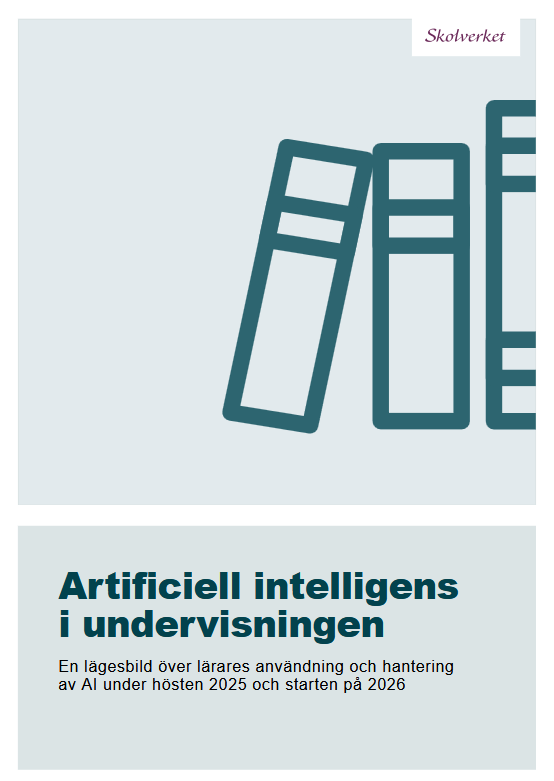 Skolverket
Artificiell intelligens
i undervisningen
En lägesbild över lärares användning och hantering
av AI under hösten 2025 och starten på 2026